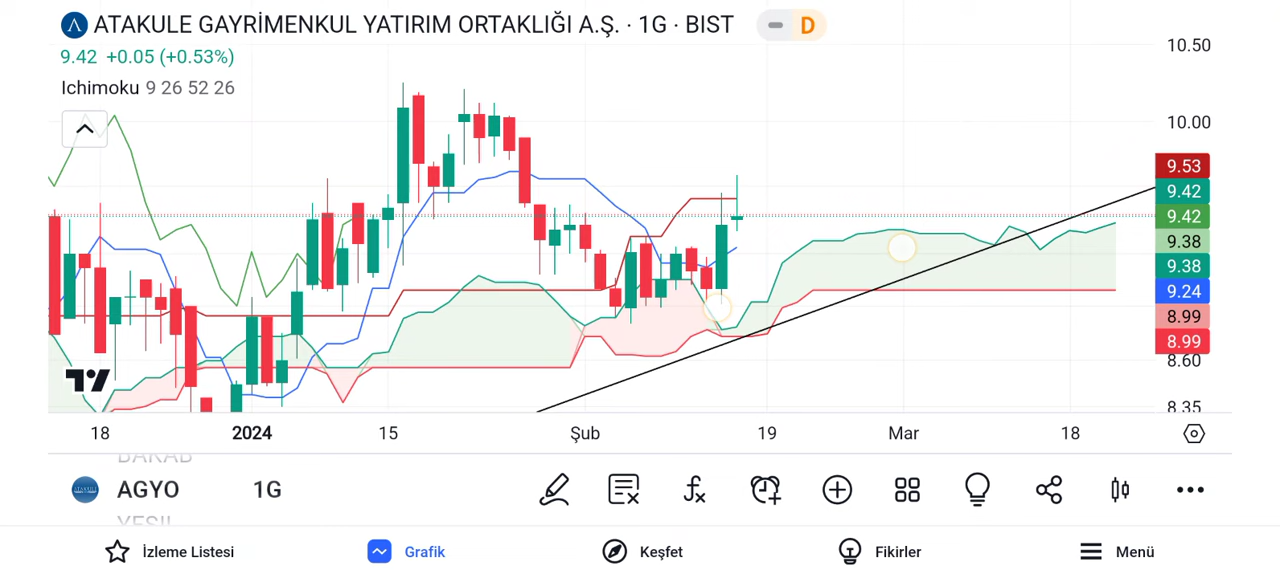 ATAKULE GAYRİMENKUL YATIRIM ORTAKLIĞI A.Ş. · 1G · BIST D
9.42 +0.05 (+0.53%)
Ichimoku 9 26 52 26
10.50
10.00
9.53
9.42
9.42
9.38
9.38
9.24
8.99
8.99
8.60
8.35
18 2024 15 Şub 19 Mar 18
BAKAB
AGYO 1G
YESIL
İzleme Listesi Grafik Keşfet Fikirler Menü